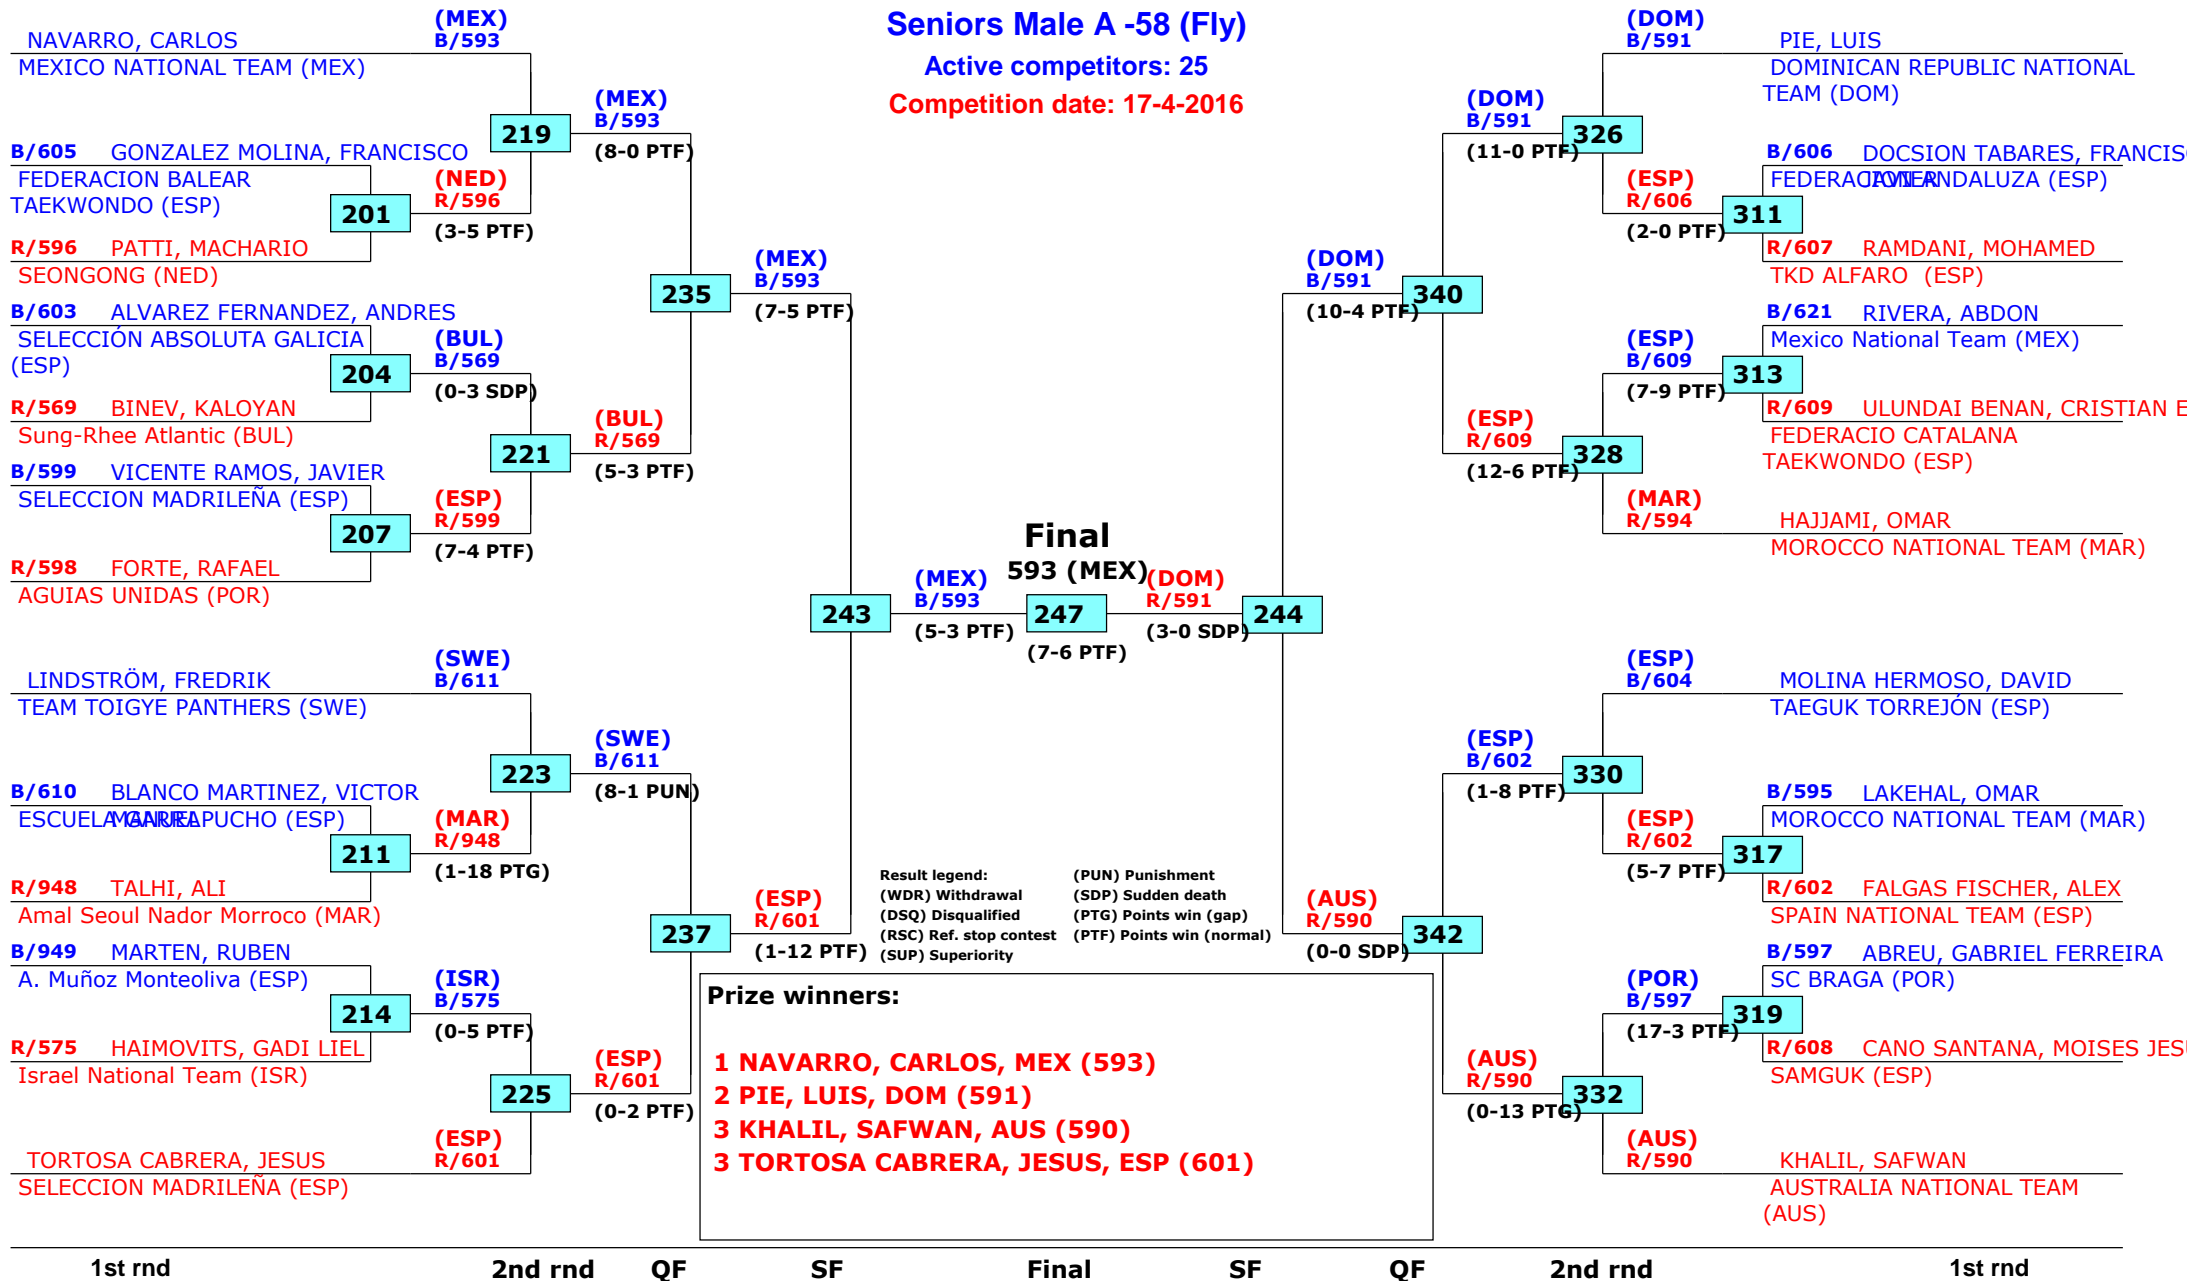 Seniors Male A -58 (Fly)
Active competitors: 25
Competition date: 17-4-2016
(MEX)
B/593
NAVARRO, CARLOS
MEXICO NATIONAL TEAM (MEX)
B/605 GONZALEZ MOLINA, FRANCISCO
FEDERACION BALEAR
TAEKWONDO (ESP)
201
R/596 PATTI, MACHARIO
SEONGONG (NED)
(NED)
R/596
(3-5 PTF)
219
(MEX)
B/593
(8-0 PTF)
B/603 ALVAREZ FERNANDEZ, ANDRES
SELECCIÓN ABSOLUTA GALICIA
(ESP)
204
R/569 BINEV, KALOYAN
Sung-Rhee Atlantic (BUL)
(BUL)
B/569
(0-3 SDP)
B/599 VICENTE RAMOS, JAVIER
SELECCION MADRILEÑA (ESP)
207
R/598 FORTE, RAFAEL
AGUIAS UNIDAS (POR)
(ESP)
R/599
(7-4 PTF)
221
(BUL)
R/569
(5-3 PTF)
235
(MEX)
B/593
(7-5 PTF)
(SWE)
B/611
LINDSTRÖM, FREDRIK
TEAM TOIGYE PANTHERS (SWE)
B/610 BLANCO MARTINEZ, VICTOR
MANUEL
ESCUELA GARRAPUCHO (ESP)
211
R/948 TALHI, ALI
Amal Seoul Nador Morroco (MAR)
(MAR)
R/948
(1-18 PTG)
223
(SWE)
B/611
(8-1 PUN)
B/949 MARTEN, RUBEN
A. Muñoz Monteoliva (ESP)
214
R/575 HAIMOVITS, GADI LIEL
Israel National Team (ISR)
(ISR)
B/575
(0-5 PTF)
225
(ESP)
R/601
TORTOSA CABRERA, JESUS
SELECCION MADRILEÑA (ESP)
(ESP)
R/601
(0-2 PTF)
237
(ESP)
R/601
(1-12 PTF)
243
(MEX)
B/593
(5-3 PTF)
Final
593 (MEX)
247
(7-6 PTF)
(DOM)
R/591
(3-0 SDP)
244
(DOM)
B/591
PIE, LUIS
DOMINICAN REPUBLIC NATIONAL
TEAM (DOM)
(DOM)
B/591
(11-0 PTF)
326
B/606 DOCSION TABARES, FRANCISC
JAVIER
FEDERACION ANDALUZA (ESP)
311
(ESP)
R/606
(2-0 PTF)
R/607 RAMDANI, MOHAMED
TKD ALFARO (ESP)
(DOM)
B/591
(10-4 PTF)
340
B/621 RIVERA, ABDON
Mexico National Team (MEX)
313
(ESP)
B/609
(7-9 PTF)
R/609 ULUNDAI BENAN, CRISTIAN E
FEDERACIO CATALANA
TAEKWONDO (ESP)
(ESP)
R/609
(12-6 PTF)
328
(MAR)
R/594
HAJJAMI, OMAR
MOROCCO NATIONAL TEAM (MAR)
(ESP)
B/604
MOLINA HERMOSO, DAVID
TAEGUK TORREJÓN (ESP)
(ESP)
B/602
(1-8 PTF)
330
B/595 LAKEHAL, OMAR
MOROCCO NATIONAL TEAM (MAR)
317
(ESP)
R/602
(5-7 PTF)
R/602 FALGAS FISCHER, ALEX
SPAIN NATIONAL TEAM (ESP)
(AUS)
R/590
(0-0 SDP)
342
B/597 ABREU, GABRIEL FERREIRA
SC BRAGA (POR)
319
(POR)
B/597
(17-3 PTF)
R/608 CANO SANTANA, MOISES
SAMGUK (ESP)
(AUS)
R/590
(0-13 PTG)
332
(AUS)
R/590
KHALIL, SAFWAN
AUSTRALIA NATIONAL TEAM
(AUS)
Result legend:
(WDR) Withdrawal
(DSQ) Disqualified
(RSC) Ref. stop contest
(SUP) Superiority
(PUN) Punishment
(SDP) Sudden death
(PTG) Points win (gap)
(PTF) Points win (normal)
Prize winners:
1 NAVARRO, CARLOS, MEX (593)
2 PIE, LUIS, DOM (591)
3 KHALIL, SAFWAN, AUS (590)
3 TORTOSA CABRERA, JESUS, ESP (601)
1st rnd 2nd rnd QF SF Final SF QF 2nd rnd 1st rnd